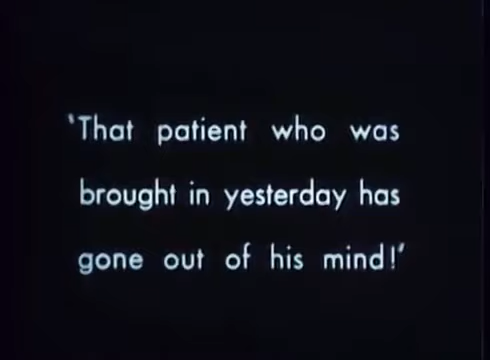 'That patient who was
brought in yesterday has
gone out of his mind!'